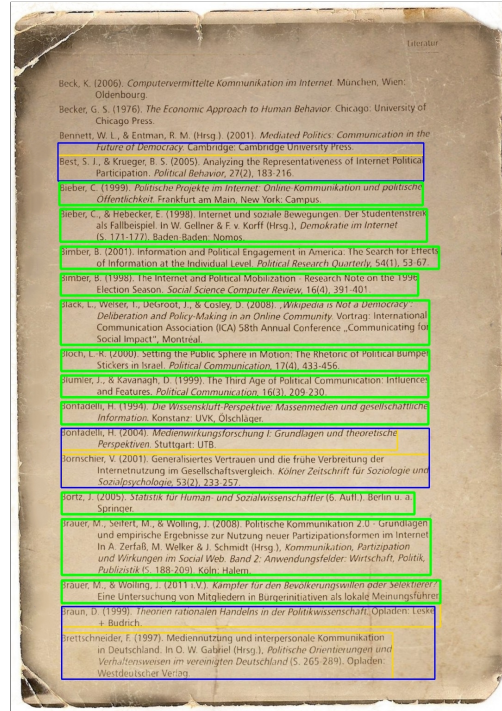 Literatur
Beck, K. (2006). Computervermittelte Kommunikation im Internet. München, Wien:
Oldenbourg.
Becker, G. S. (1976). The Economic Approach to Human Behavior. Chicago: University of
Chicago Press.
Bennett, W. L., & Entman, R. M. (Hrsg.). (2001). Mediated Politics: Communication in the
Future of Democracy. Cambridge: Cambridge University Press.
Best, S. J., & Krueger, B. S. (2005). Analyzing the Representativeness of Internet Political
Participation. Political Behavior, 27(2), 183-216.
Bieber, C. (1999). Politische Projekte im Internet: Online-Kommunikation und politische
Öffentlichkeit. Frankfurt am Main, New York: Campus.
Bieber, C., & Hebecker, E. (1998). Internet und soziale Bewegungen. Der Studentenstreik
als Fallbeispiel. In W. Gellner & F. v. Korff (Hrsg.), Demokratie im Internet
(S. 171-177). Baden-Baden: Nomos.
Bimber, B. (2001). Information and Political Engagement in America: The Search for Effects
of Information at the Individual Level. Political Research Quarterly, 54(1), 53-67.
Bimber, B. (1998). The Internet and Political Mobilization - Research Note on the 1996
Election Season. Social Science Computer Review, 16(4), 391-401.
Black, L., Welser, T., DeGroot, J., & Cosley, D. (2008). „Wikipedia is Not a Democracy":
Deliberation and Policy-Making in an Online Community. Vortrag: International
Communication Association (ICA) 58th Annual Conference „Communicating for
Social Impact", Montréal.
Bloch, L.-R. (2000). Setting the Public Sphere in Motion: The Rhetoric of Political Bumper
Stickers in Israel. Political Communication, 17(4), 433-456.
Blumler, J., & Kavanagh, D. (1999). The Third Age of Political Communication: Influences
and Features. Political Communication, 16(3), 209-230.
Bonfadelli, H. (1994). Die Wissenskluft-Perspektive: Massenmedien und gesellschaftliche
Information. Konstanz: UVK, Ölschläger.
Bonfadelli, H. (2004). Medienwirkungsforschung I: Grundlagen und theoretische
Perspektiven. Stuttgart: UTB.
Bornschier, V. (2001). Generalisiertes Vertrauen und die frühe Verbreitung der
Internetnutzung im Gesellschaftsvergleich. Kölner Zeitschrift für Soziologie und
Sozialpsychologie, 53(2), 233-257.
Bortz, J. (2005). Statistik für Human- und Sozialwissenschaftler (6. Aufl.). Berlin u. a.:
Springer.
Bräuer, M., Seifert, M., & Wolling, J. (2008). Politische Kommunikation 2.0 - Grundlagen
und empirische Ergebnisse zur Nutzung neuer Partizipationsformen im Internet.
In A. Zerfaß, M. Welker & J. Schmidt (Hrsg.), Kommunikation, Partizipation
und Wirkungen im Social Web. Band 2: Anwendungsfelder: Wirtschaft, Politik,
Publizistik (S. 188-209). Köln: Halem.
Bräuer, M., & Wolling, J. (2011 i.V.). Kämpfer für den Bevölkerungswillen oder Selektierer?
Eine Untersuchung von Mitgliedern in Bürgerinitiativen als lokale Meinungsführer.
Braun, D. (1999). Theorien rationalen Handelns in der Politikwissenschaft. Opladen: Leske
+ Budrich.
Brettschneider, F. (1997). Mediennutzung und interpersonale Kommunikation
in Deutschland. In O. W. Gabriel (Hrsg.), Politische Orientierungen und
Verhaltensweisen im vereinigten Deutschland (S. 265-289). Opladen:
Westdeutscher Verlag.